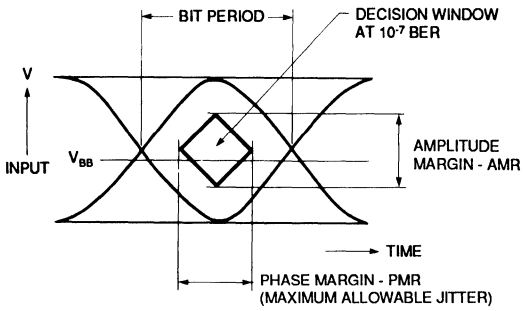 BIT PERIOD
DECISION WINDOW
AT 10⁻⁷ BER
V
INPUT
V_BB
AMPLITUDE
MARGIN - AMR
TIME
PHASE MARGIN - PMR
(MAXIMUM ALLOWABLE JITTER)